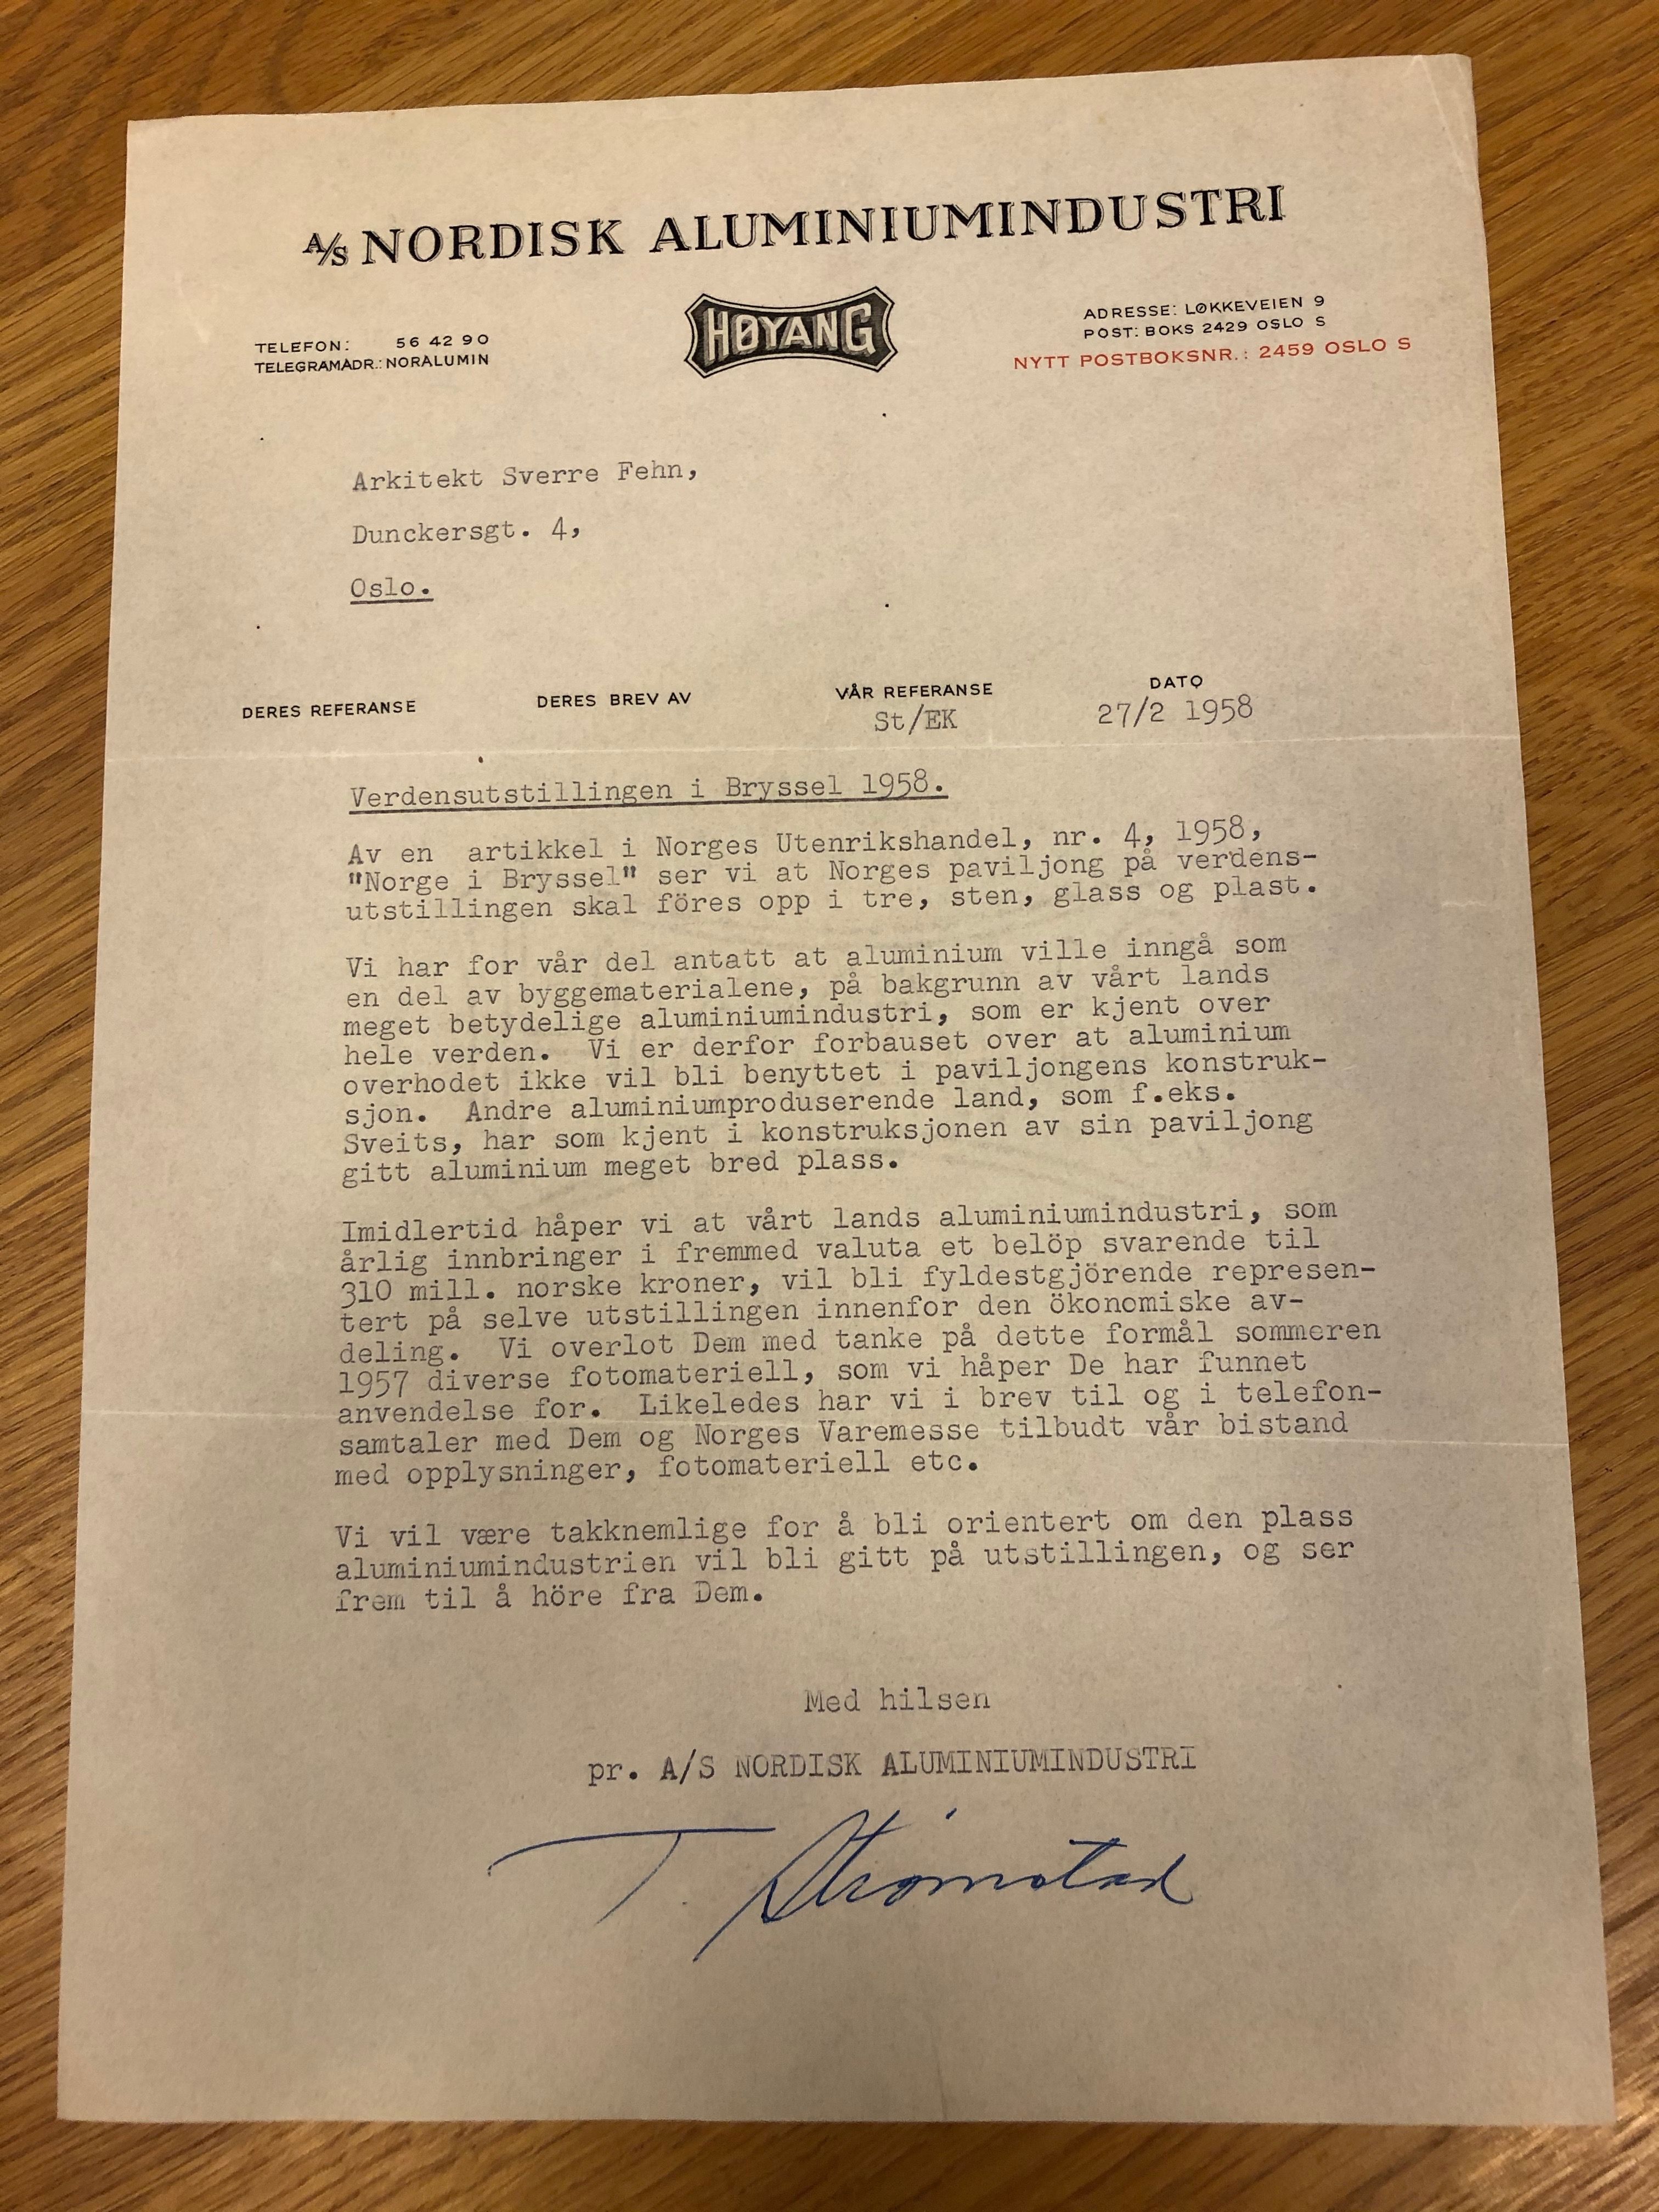 A/S NORDISK ALUMINIUMINDUSTRI
HØYANG
TELEFON: 56 42 90
TELEGRAMADR.: NORALUMIN
ADRESSE: LØKKEVEIEN 9
POST: BOKS 2429 OSLO S
NYTT POSTBOKSNR.: 2459 OSLO S
Arkitekt Sverre Fehn,
Dunckersgt. 4,
Oslo.
DERES REFERANSE DERES BREV AV VÅR REFERANSE DATO
St/EK 27/2 1958
Verdensutstillingen i Bryssel 1958.
Av en artikkel i Norges Utenrikshandel, nr. 4, 1958,
"Norge i Bryssel" ser vi at Norges paviljong på verdens-
utstillingen skal föres opp i tre, sten, glass og plast.
Vi har for vår del antatt at aluminium ville inngå som
en del av byggematerialene, på bakgrunn av vårt lands
meget betydelige aluminiumindustri, som er kjent over
hele verden. Vi er derfor forbauset over at aluminium
overhodet ikke vil bli benyttet i paviljongens konstruk-
sjon. Andre aluminiumproduserende land, som f.eks.
Sveits, har som kjent i konstruksjonen av sin paviljong
gitt aluminium meget bred plass.
Imidlertid håper vi at vårt lands aluminiumindustri, som
årlig innbringer i fremmed valuta et belöp svarende til
310 mill. norske kroner, vil bli fyldestgjörende represen-
tert på selve utstillingen innenfor den ökonomiske av-
deling. Vi overlot Dem med tanke på dette formål sommeren
1957 diverse fotomateriell, som vi håper De har funnet
anvendelse for. Likeledes har vi i brev til og i telefon-
samtaler med Dem og Norges Varemesse tilbudt vår bistand
med opplysninger, fotomateriell etc.
Vi vil være takknemlige for å bli orientert om den plass
aluminiumindustrien vil bli gitt på utstillingen, og ser
frem til å höre fra Dem.
Med hilsen
pr. A/S NORDISK ALUMINIUMINDUSTRI
T. Strømstad